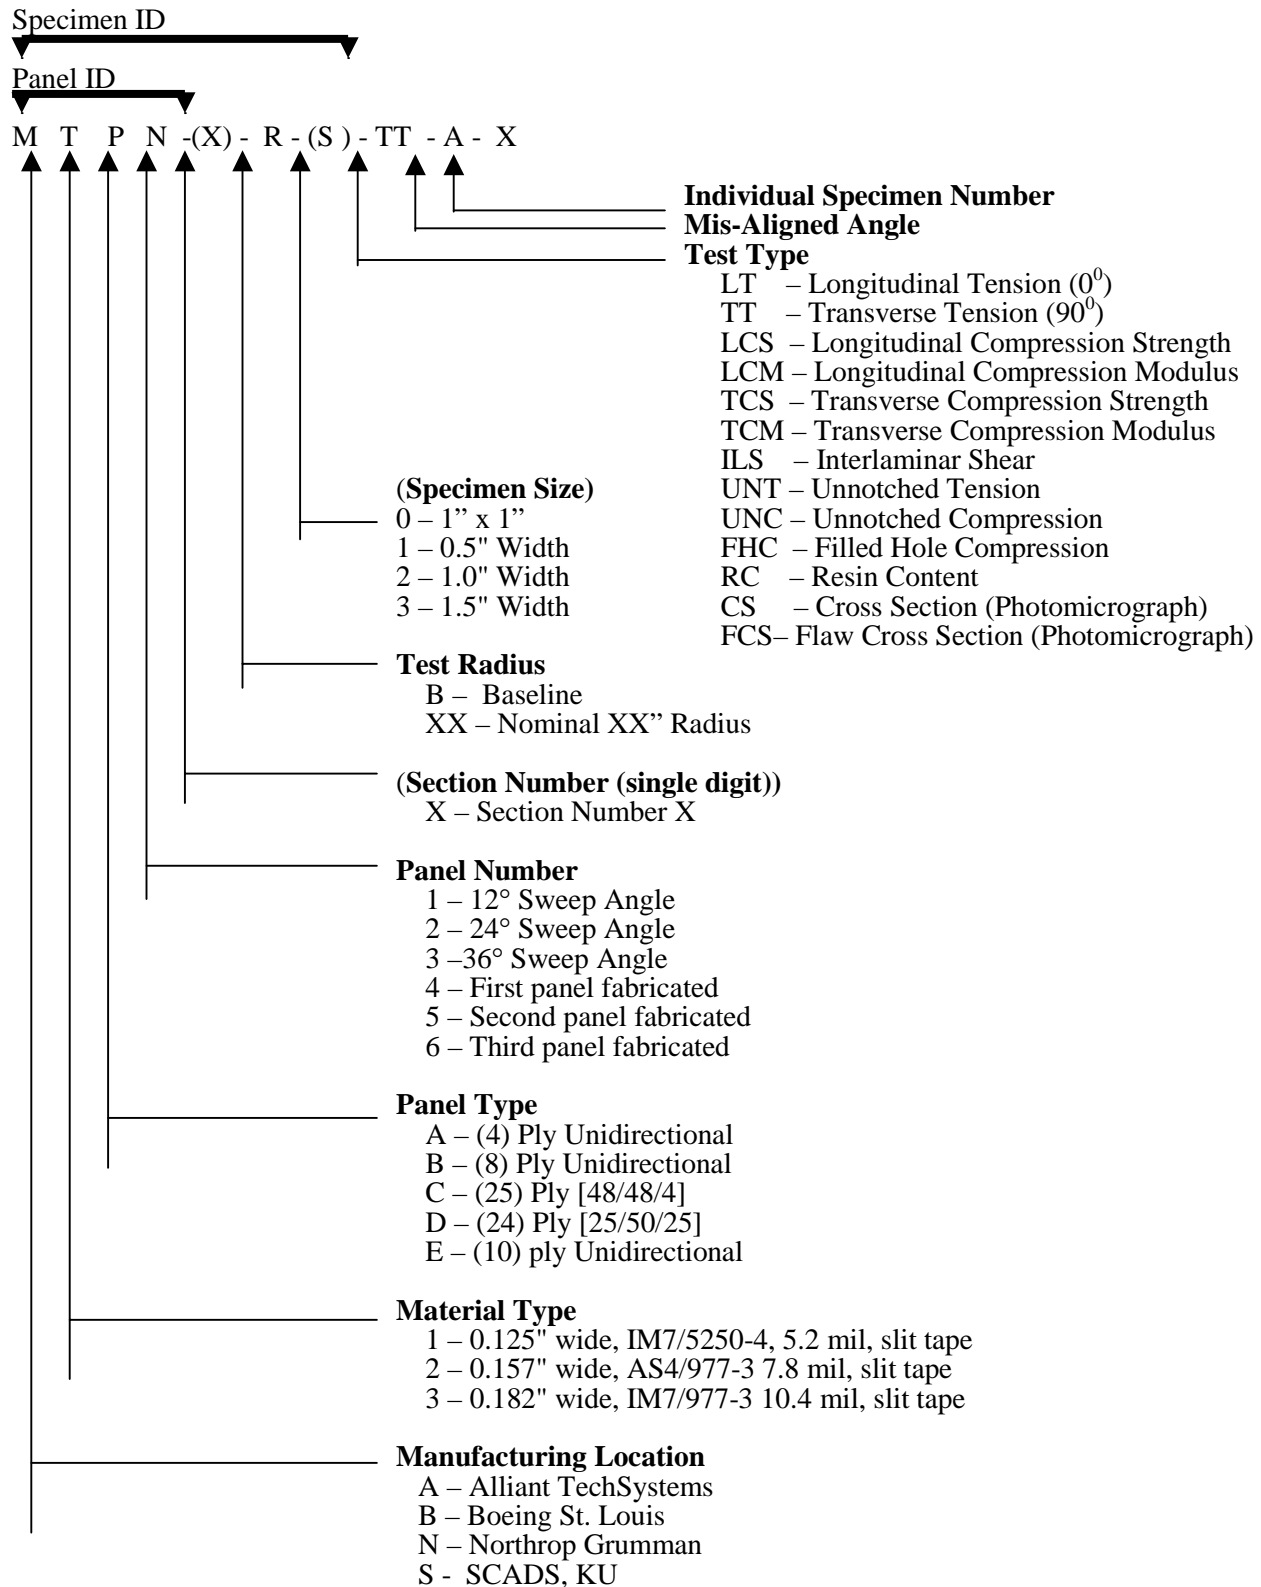 Specimen ID
Panel ID
M T P N -(X) - R - (S ) - TT - A - X
Individual Specimen Number
Mis-Aligned Angle
Test Type
LT – Longitudinal Tension (0⁰)
TT – Transverse Tension (90⁰)
LCS – Longitudinal Compression Strength
LCM – Longitudinal Compression Modulus
TCS – Transverse Compression Strength
TCM – Transverse Compression Modulus
ILS – Interlaminar Shear
UNT – Unnotched Tension
UNC – Unnotched Compression
FHC – Filled Hole Compression
RC – Resin Content
CS – Cross Section (Photomicrograph)
FCS– Flaw Cross Section (Photomicrograph)
(Specimen Size)
0 – 1” x 1”
1 – 0.5" Width
2 – 1.0" Width
3 – 1.5" Width
Test Radius
B – Baseline
XX – Nominal XX” Radius
(Section Number (single digit))
X – Section Number X
Panel Number
1 – 12° Sweep Angle
2 – 24° Sweep Angle
3 –36° Sweep Angle
4 – First panel fabricated
5 – Second panel fabricated
6 – Third panel fabricated
Panel Type
A – (4) Ply Unidirectional
B – (8) Ply Unidirectional
C – (25) Ply [48/48/4]
D – (24) Ply [25/50/25]
E – (10) ply Unidirectional
Material Type
1 – 0.125" wide, IM7/5250-4, 5.2 mil, slit tape
2 – 0.157" wide, AS4/977-3 7.8 mil, slit tape
3 – 0.182" wide, IM7/977-3 10.4 mil, slit tape
Manufacturing Location
A – Alliant TechSystems
B – Boeing St. Louis
N – Northrop Grumman
S - SCADS, KU